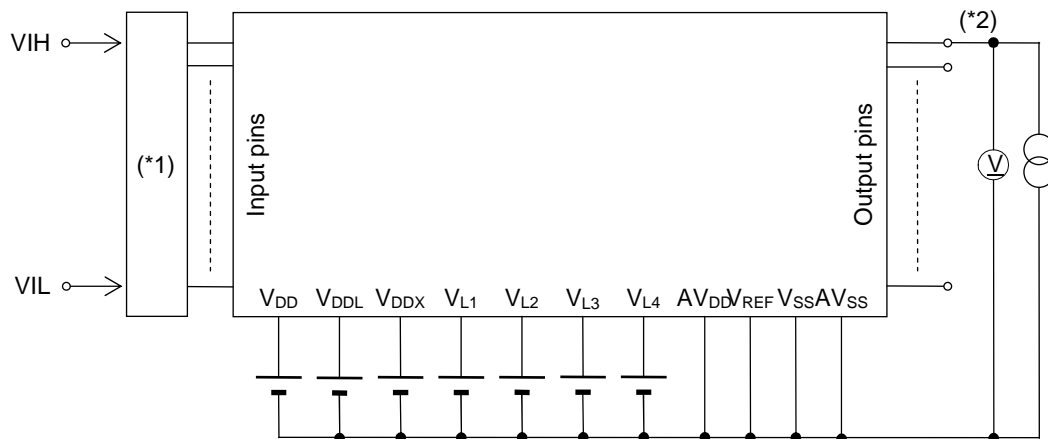 (*2)
VIH
(*1)
Input pins
Output pins
V
VIL
VDD VDDL VDDX VL1 VL2 VL3 VL4 AVDD VREF VSS AVSS